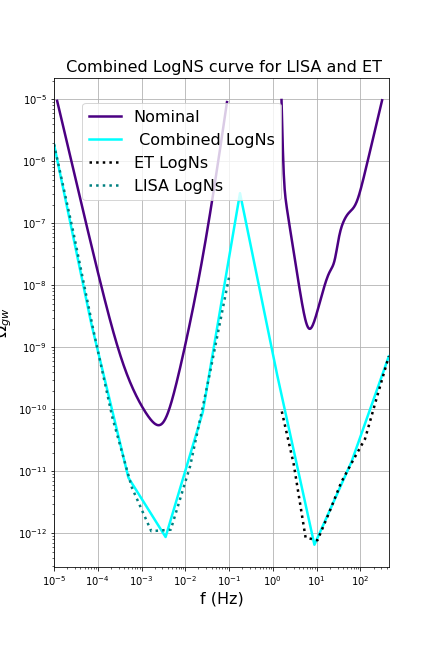 Combined LogNS curve for LISA and ET
Nominal
Combined LogNs
ET LogNs
LISA LogNs
Ω_gw
10⁻⁵
10⁻⁶
10⁻⁷
10⁻⁸
10⁻⁹
10⁻¹⁰
10⁻¹¹
10⁻¹²
10⁻⁵ 10⁻⁴ 10⁻³ 10⁻² 10⁻¹ 10⁰ 10¹ 10²
f (Hz)